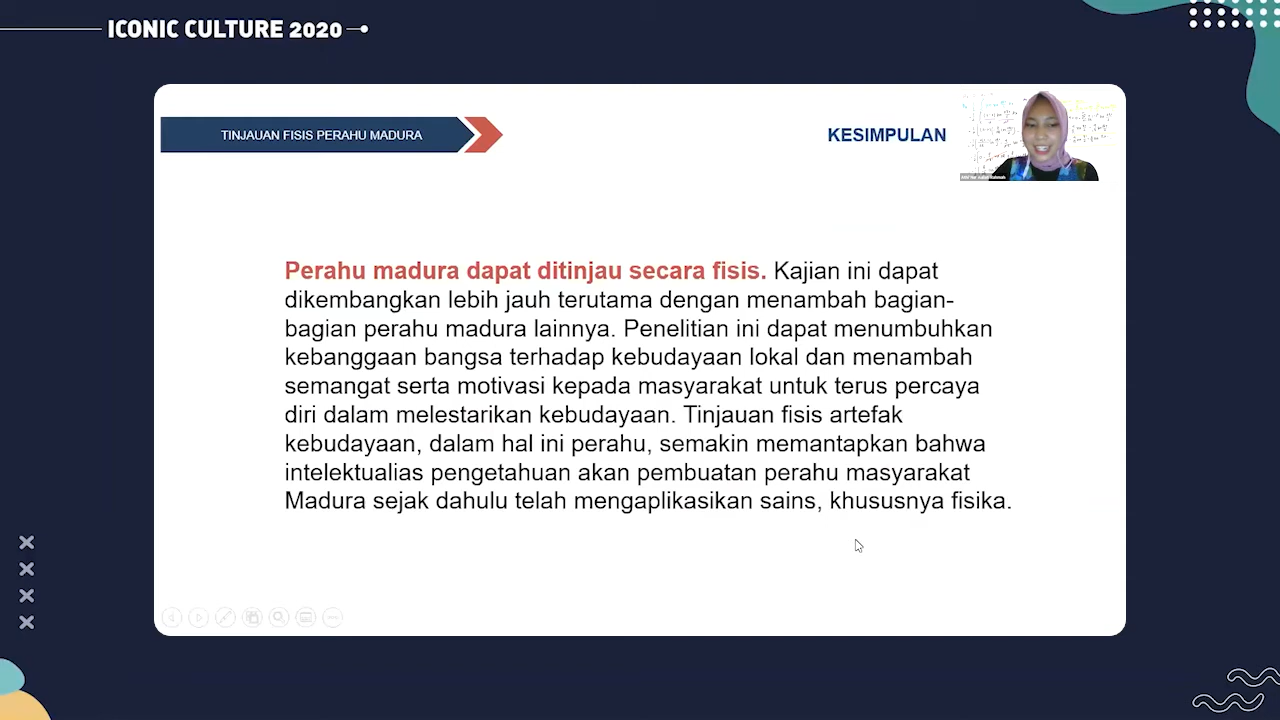 ICONIC CULTURE 2020
TINJAUAN FISIS PERAHU MADURA
KESIMPULAN
Perahu madura dapat ditinjau secara fisis. Kajian ini dapat
dikembangkan lebih jauh terutama dengan menambah bagian-
bagian perahu madura lainnya. Penelitian ini dapat menumbuhkan
kebanggaan bangsa terhadap kebudayaan lokal dan menambah
semangat serta motivasi kepada masyarakat untuk terus percaya
diri dalam melestarikan kebudayaan. Tinjauan fisis artefak
kebudayaan, dalam hal ini perahu, semakin memantapkan bahwa
intelektualias pengetahuan akan pembuatan perahu masyarakat
Madura sejak dahulu telah mengaplikasikan sains, khususnya fisika.